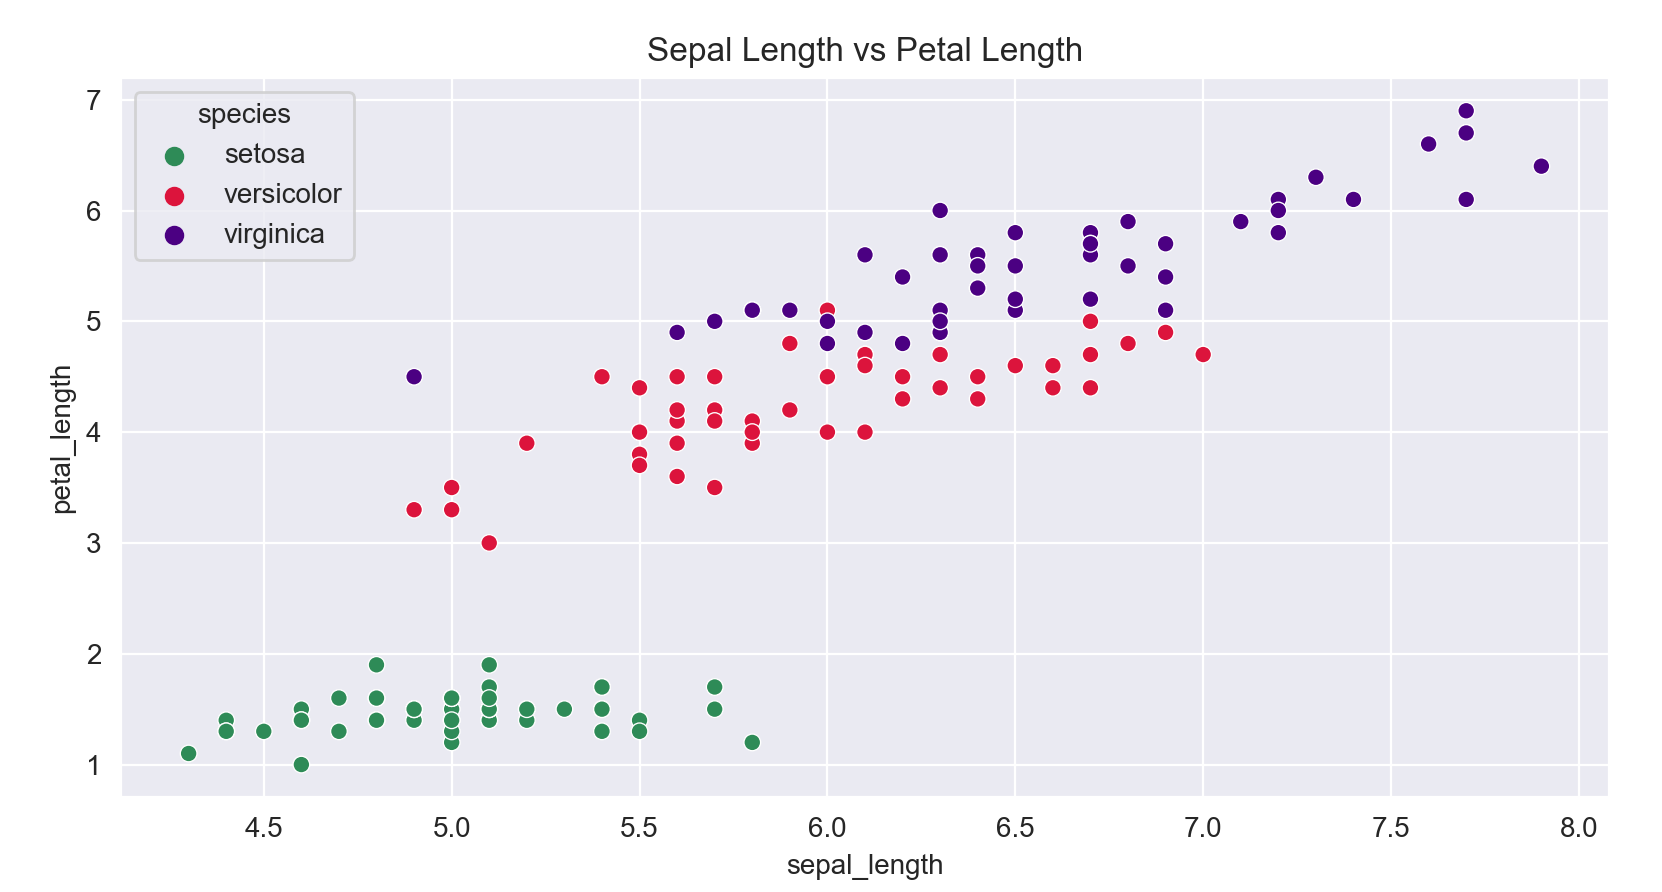 Sepal Length vs Petal Length
species
setosa
versicolor
virginica
7
6
5
4
3
2
1
petal_length
4.5 5.0 5.5 6.0 6.5 7.0 7.5 8.0
sepal_length